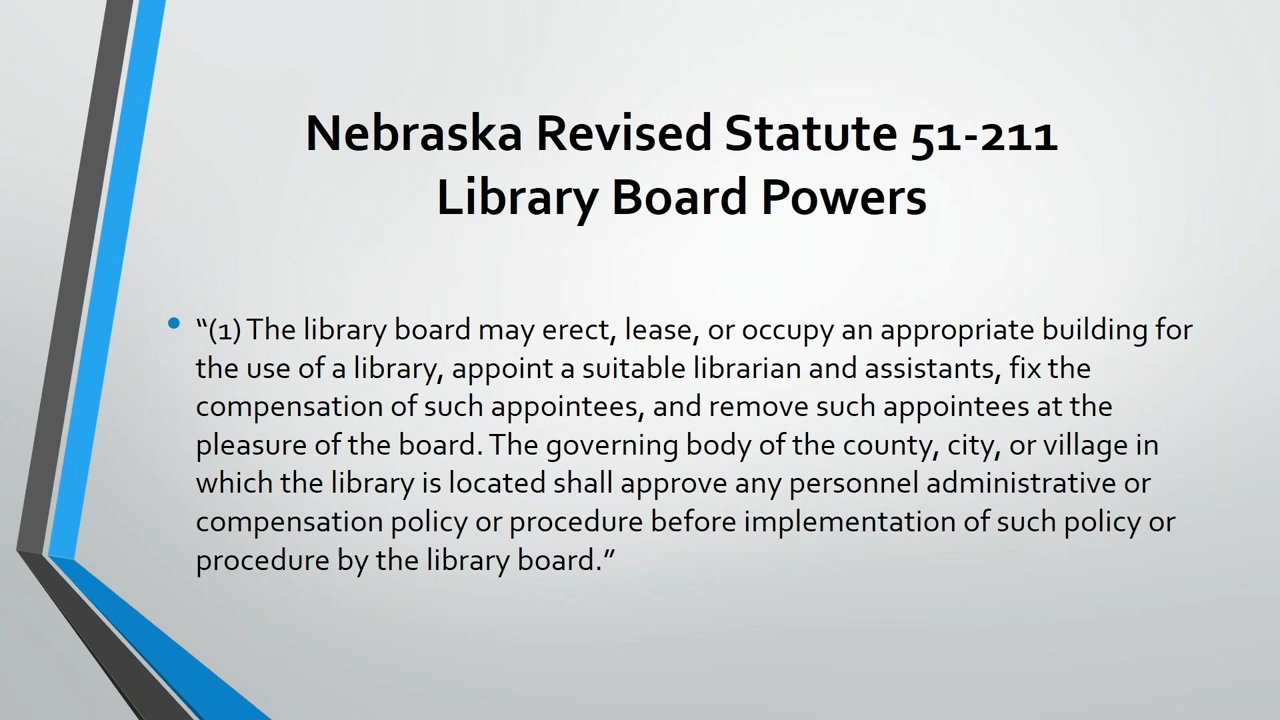 Nebraska Revised Statute 51-211
Library Board Powers
• “(1) The library board may erect, lease, or occupy an appropriate building for
the use of a library, appoint a suitable librarian and assistants, fix the
compensation of such appointees, and remove such appointees at the
pleasure of the board. The governing body of the county, city, or village in
which the library is located shall approve any personnel administrative or
compensation policy or procedure before implementation of such policy or
procedure by the library board.”